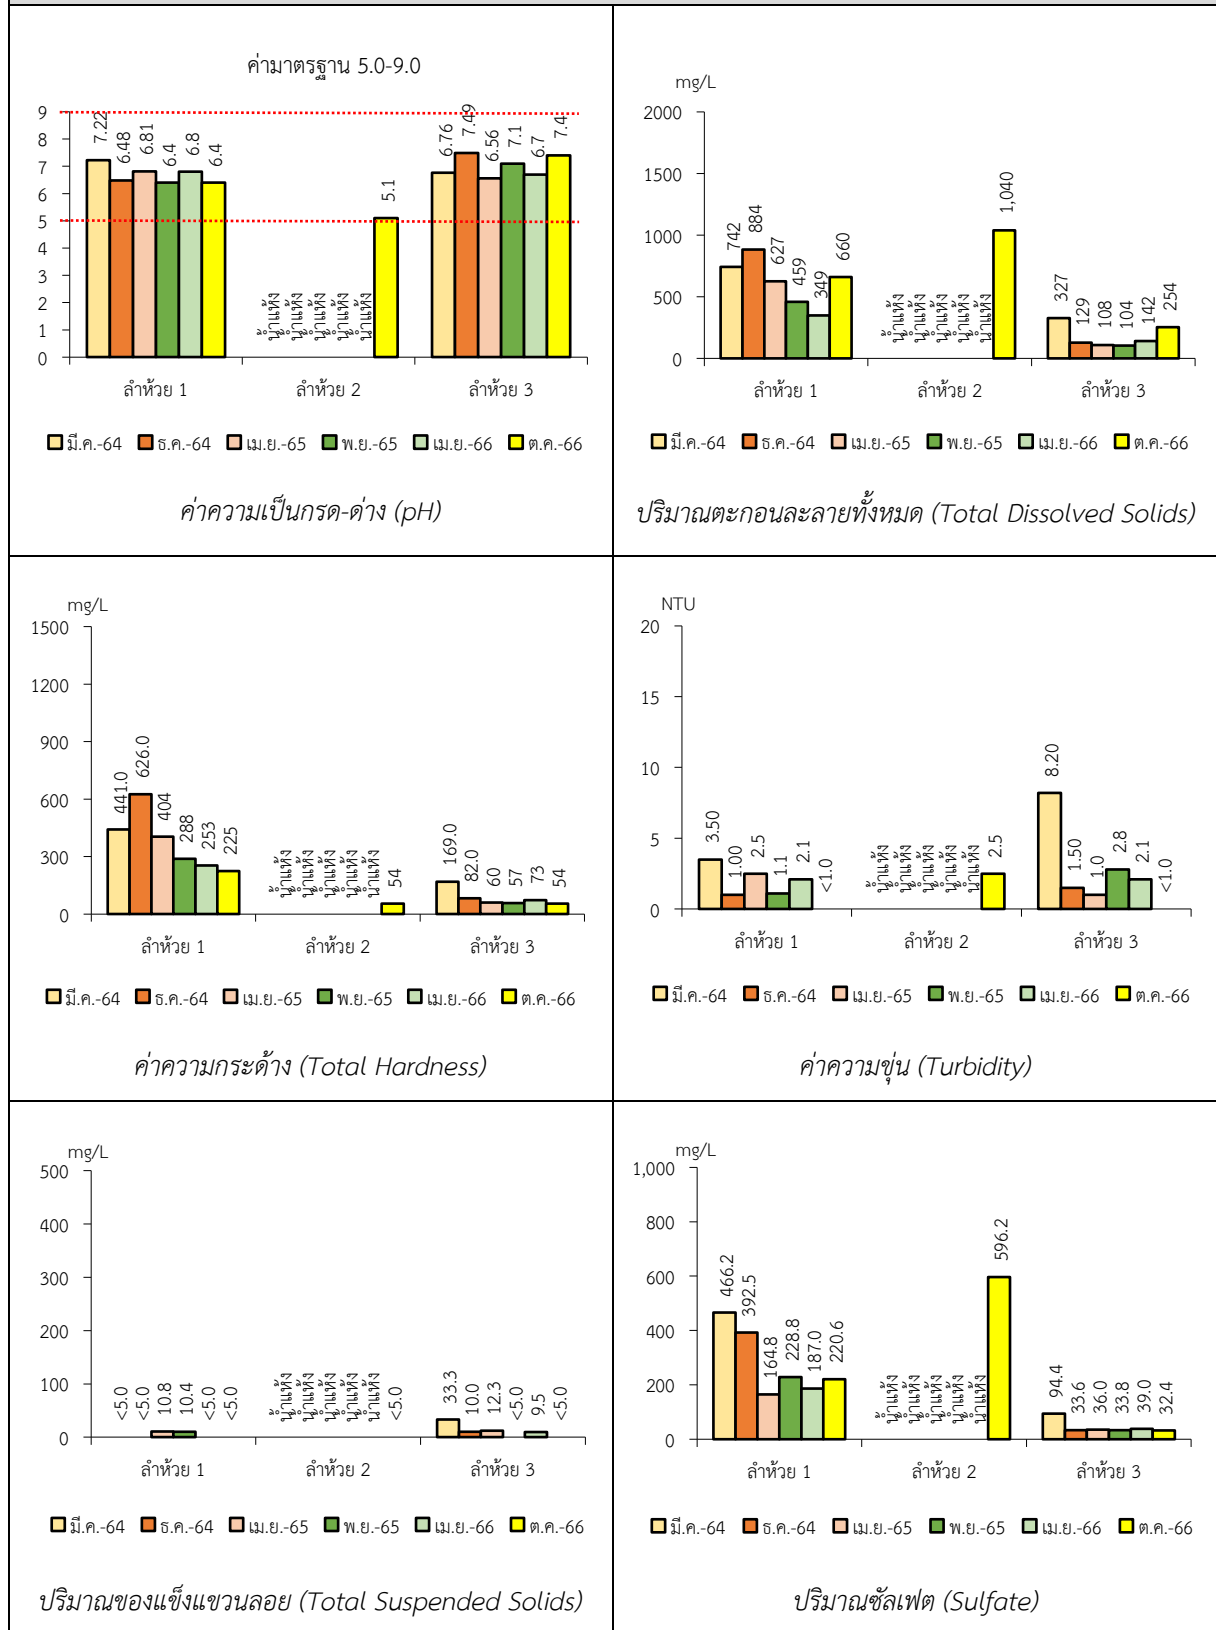 ค่ามาตรฐาน 5.0-9.0
9
8
7
6
5
4
3
2
1
0
7.22
6.48
6.81
6.4
6.8
6.4
น้ำแห้ง
น้ำแห้ง
น้ำแห้ง
น้ำแห้ง
น้ำแห้ง
5.1
6.76
7.49
6.56
7.1
6.7
7.4
ลำห้วย 1 ลำห้วย 2 ลำห้วย 3
มี.ค.-64 ธ.ค.-64 เม.ย.-65 พ.ย.-65 เม.ย.-66 ต.ค.-66
ค่าความเป็นกรด-ด่าง (pH)
mg/L
2000
1500
1000
500
0
742
884
627
459
349
660
น้ำแห้ง
น้ำแห้ง
น้ำแห้ง
น้ำแห้ง
น้ำแห้ง
1,040
327
129
108
104
142
254
ลำห้วย 1 ลำห้วย 2 ลำห้วย 3
มี.ค.-64 ธ.ค.-64 เม.ย.-65 พ.ย.-65 เม.ย.-66 ต.ค.-66
ปริมาณตะกอนละลายทั้งหมด (Total Dissolved Solids)
mg/L
1500
1200
900
600
300
0
441.0
626.0
404
288
253
225
น้ำแห้ง
น้ำแห้ง
น้ำแห้ง
น้ำแห้ง
น้ำแห้ง
54
169.0
82.0
60
57
73
54
ลำห้วย 1 ลำห้วย 2 ลำห้วย 3
มี.ค.-64 ธ.ค.-64 เม.ย.-65 พ.ย.-65 เม.ย.-66 ต.ค.-66
ค่าความกระด้าง (Total Hardness)
NTU
20
15
10
5
0
3.50
1.00
2.5
1.1
2.1
<1.0
น้ำแห้ง
น้ำแห้ง
น้ำแห้ง
น้ำแห้ง
น้ำแห้ง
2.5
8.20
1.50
1.0
2.8
2.1
<1.0
ลำห้วย 1 ลำห้วย 2 ลำห้วย 3
มี.ค.-64 ธ.ค.-64 เม.ย.-65 พ.ย.-65 เม.ย.-66 ต.ค.-66
ค่าความขุ่น (Turbidity)
mg/L
500
400
300
200
100
0
<5.0
<5.0
10.8
10.4
<5.0
<5.0
น้ำแห้ง
น้ำแห้ง
น้ำแห้ง
น้ำแห้ง
น้ำแห้ง
<5.0
33.3
10.0
12.3
<5.0
9.5
<5.0
ลำห้วย 1 ลำห้วย 2 ลำห้วย 3
มี.ค.-64 ธ.ค.-64 เม.ย.-65 พ.ย.-65 เม.ย.-66 ต.ค.-66
ปริมาณของแข็งแขวนลอย (Total Suspended Solids)
mg/L
1,000
800
600
400
200
0
466.2
392.5
164.8
228.8
187.0
220.6
น้ำแห้ง
น้ำแห้ง
น้ำแห้ง
น้ำแห้ง
น้ำแห้ง
596.2
94.4
33.6
36.0
33.8
39.0
32.4
ลำห้วย 1 ลำห้วย 2 ลำห้วย 3
มี.ค.-64 ธ.ค.-64 เม.ย.-65 พ.ย.-65 เม.ย.-66 ต.ค.-66
ปริมาณซัลเฟต (Sulfate)